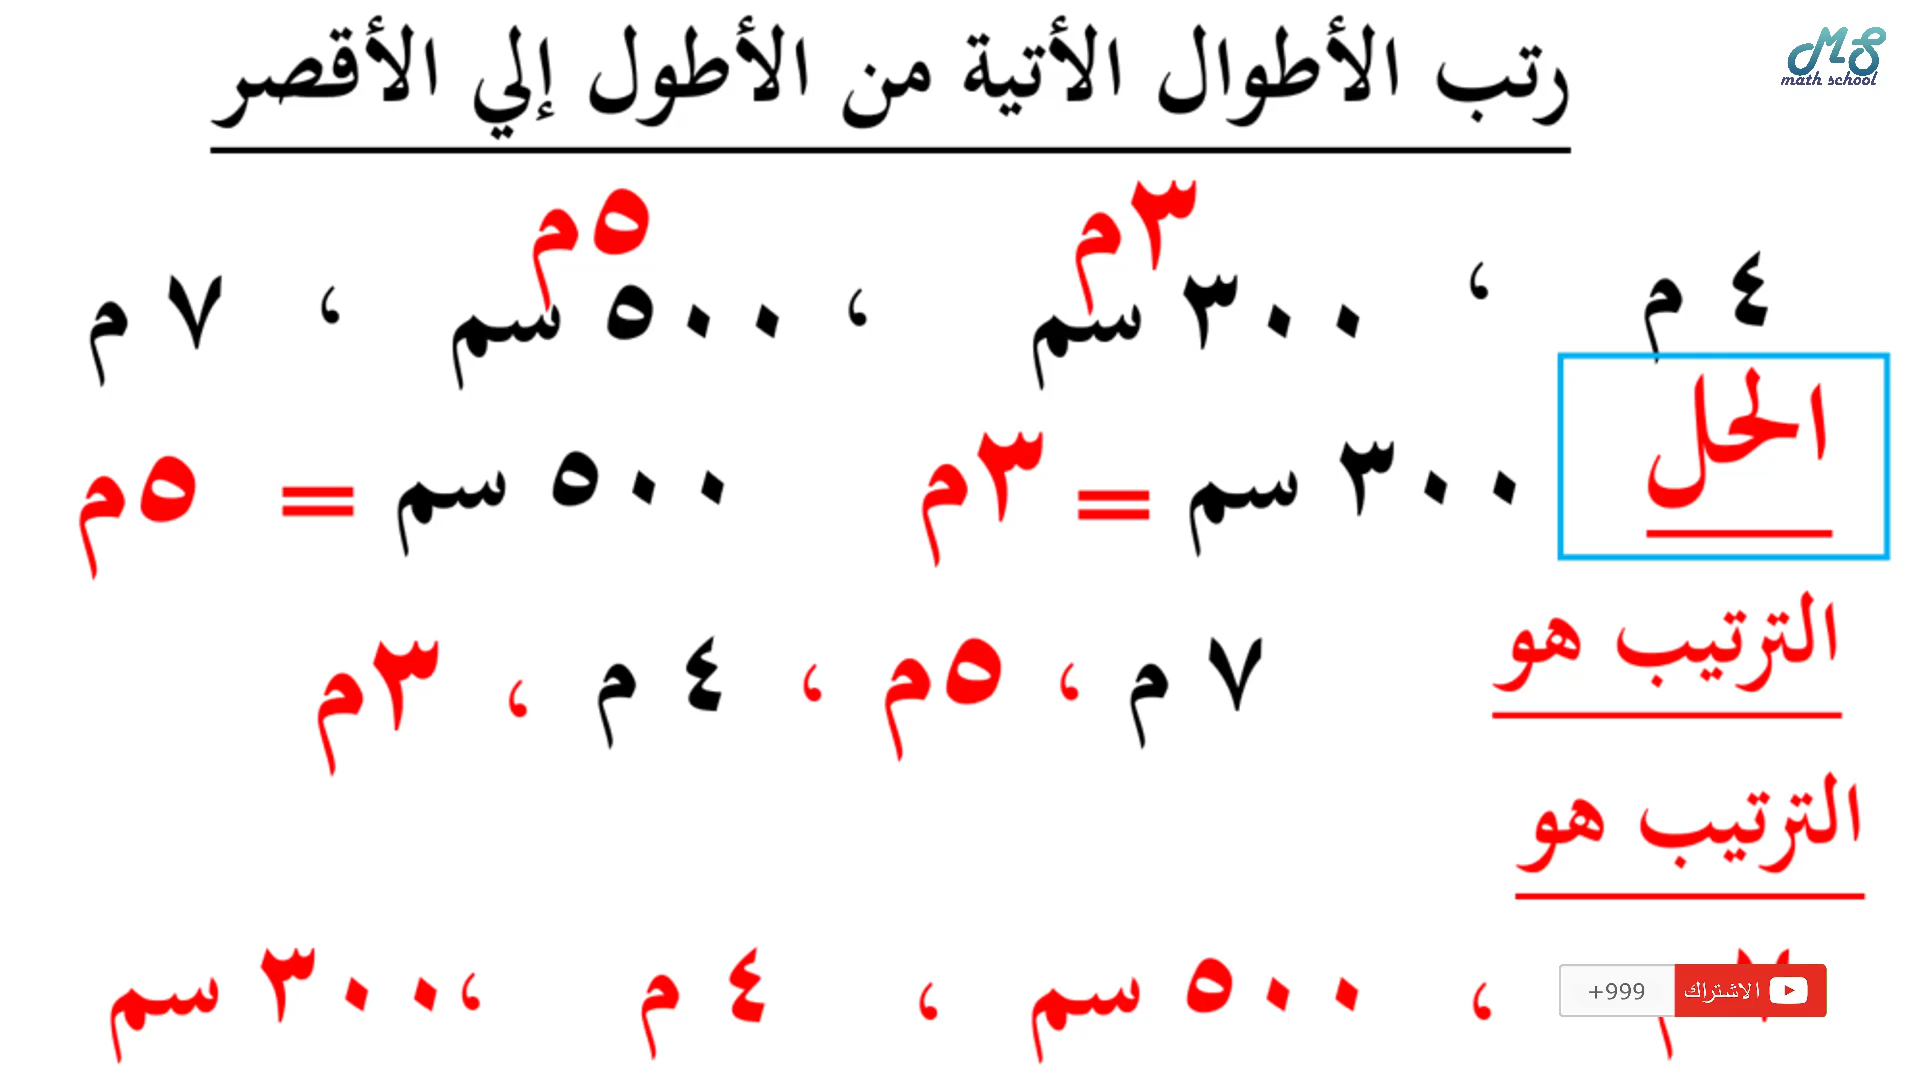 رتب الأطوال الأتية من الأطول إلي الأقصر
MS
math school
٣م ٥م
٤ م ، ٣٠٠ سم ، ٥٠٠ سم ، ٧ م
الحل
٣٠٠ سم = ٣م ٥٠٠ سم = ٥م
الترتيب هو
٧ م ، ٥م ، ٤ م ، ٣م
الترتيب هو
٧ م ، ٥٠٠ سم ، ٤ م ،٣٠٠ سم
الاشتراك
+999